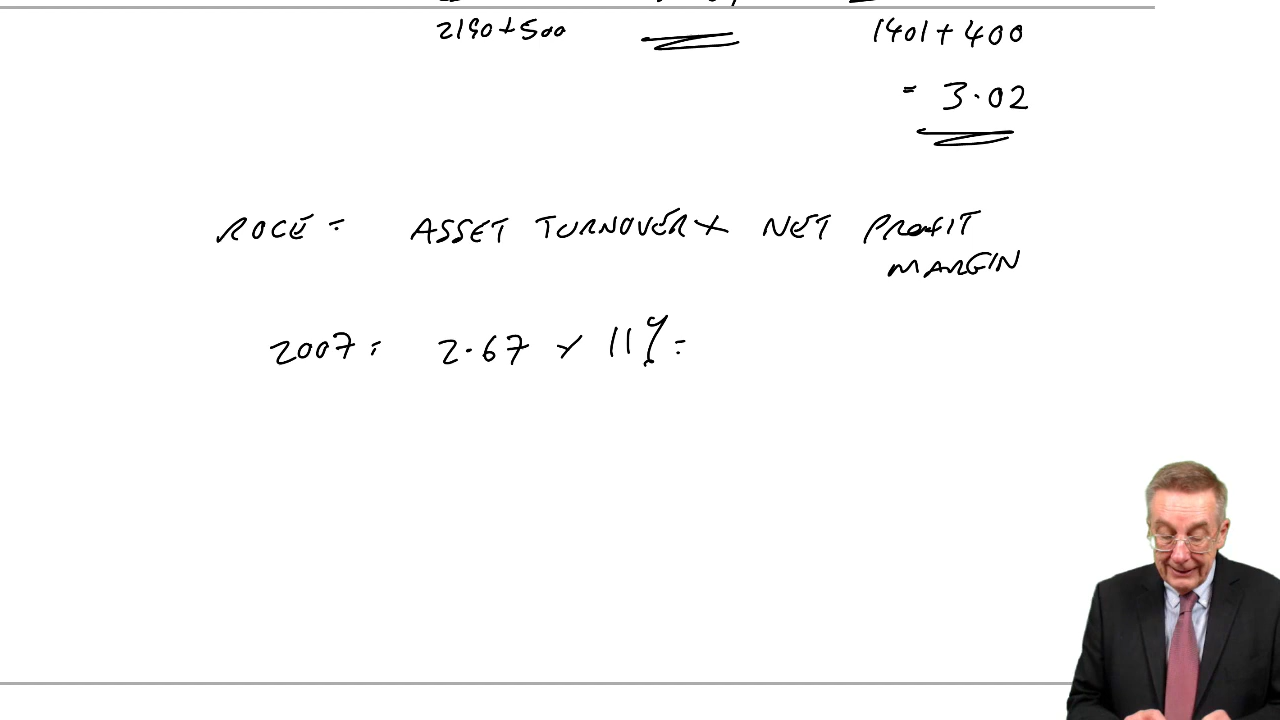 2190+500
1401+400
= 3.02
ROCE = ASSET TURNOVER × NET PROFIT
MARGIN
2007: 2.67 × 11% =